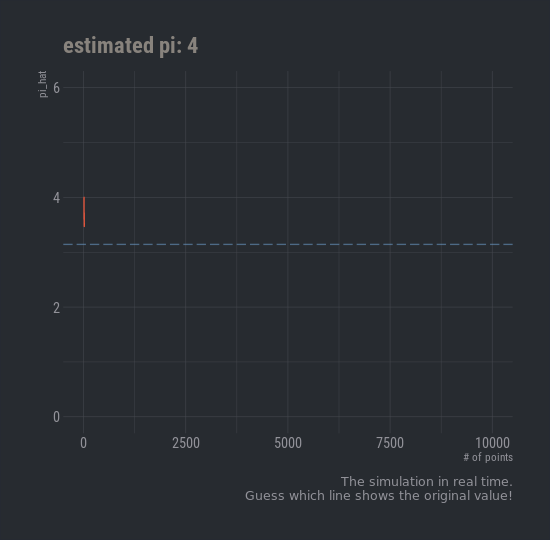 estimated pi: 4
pi_hat
6
4
2
0
0 2500 5000 7500 10000
# of points
The simulation in real time.
Guess which line shows the original value!